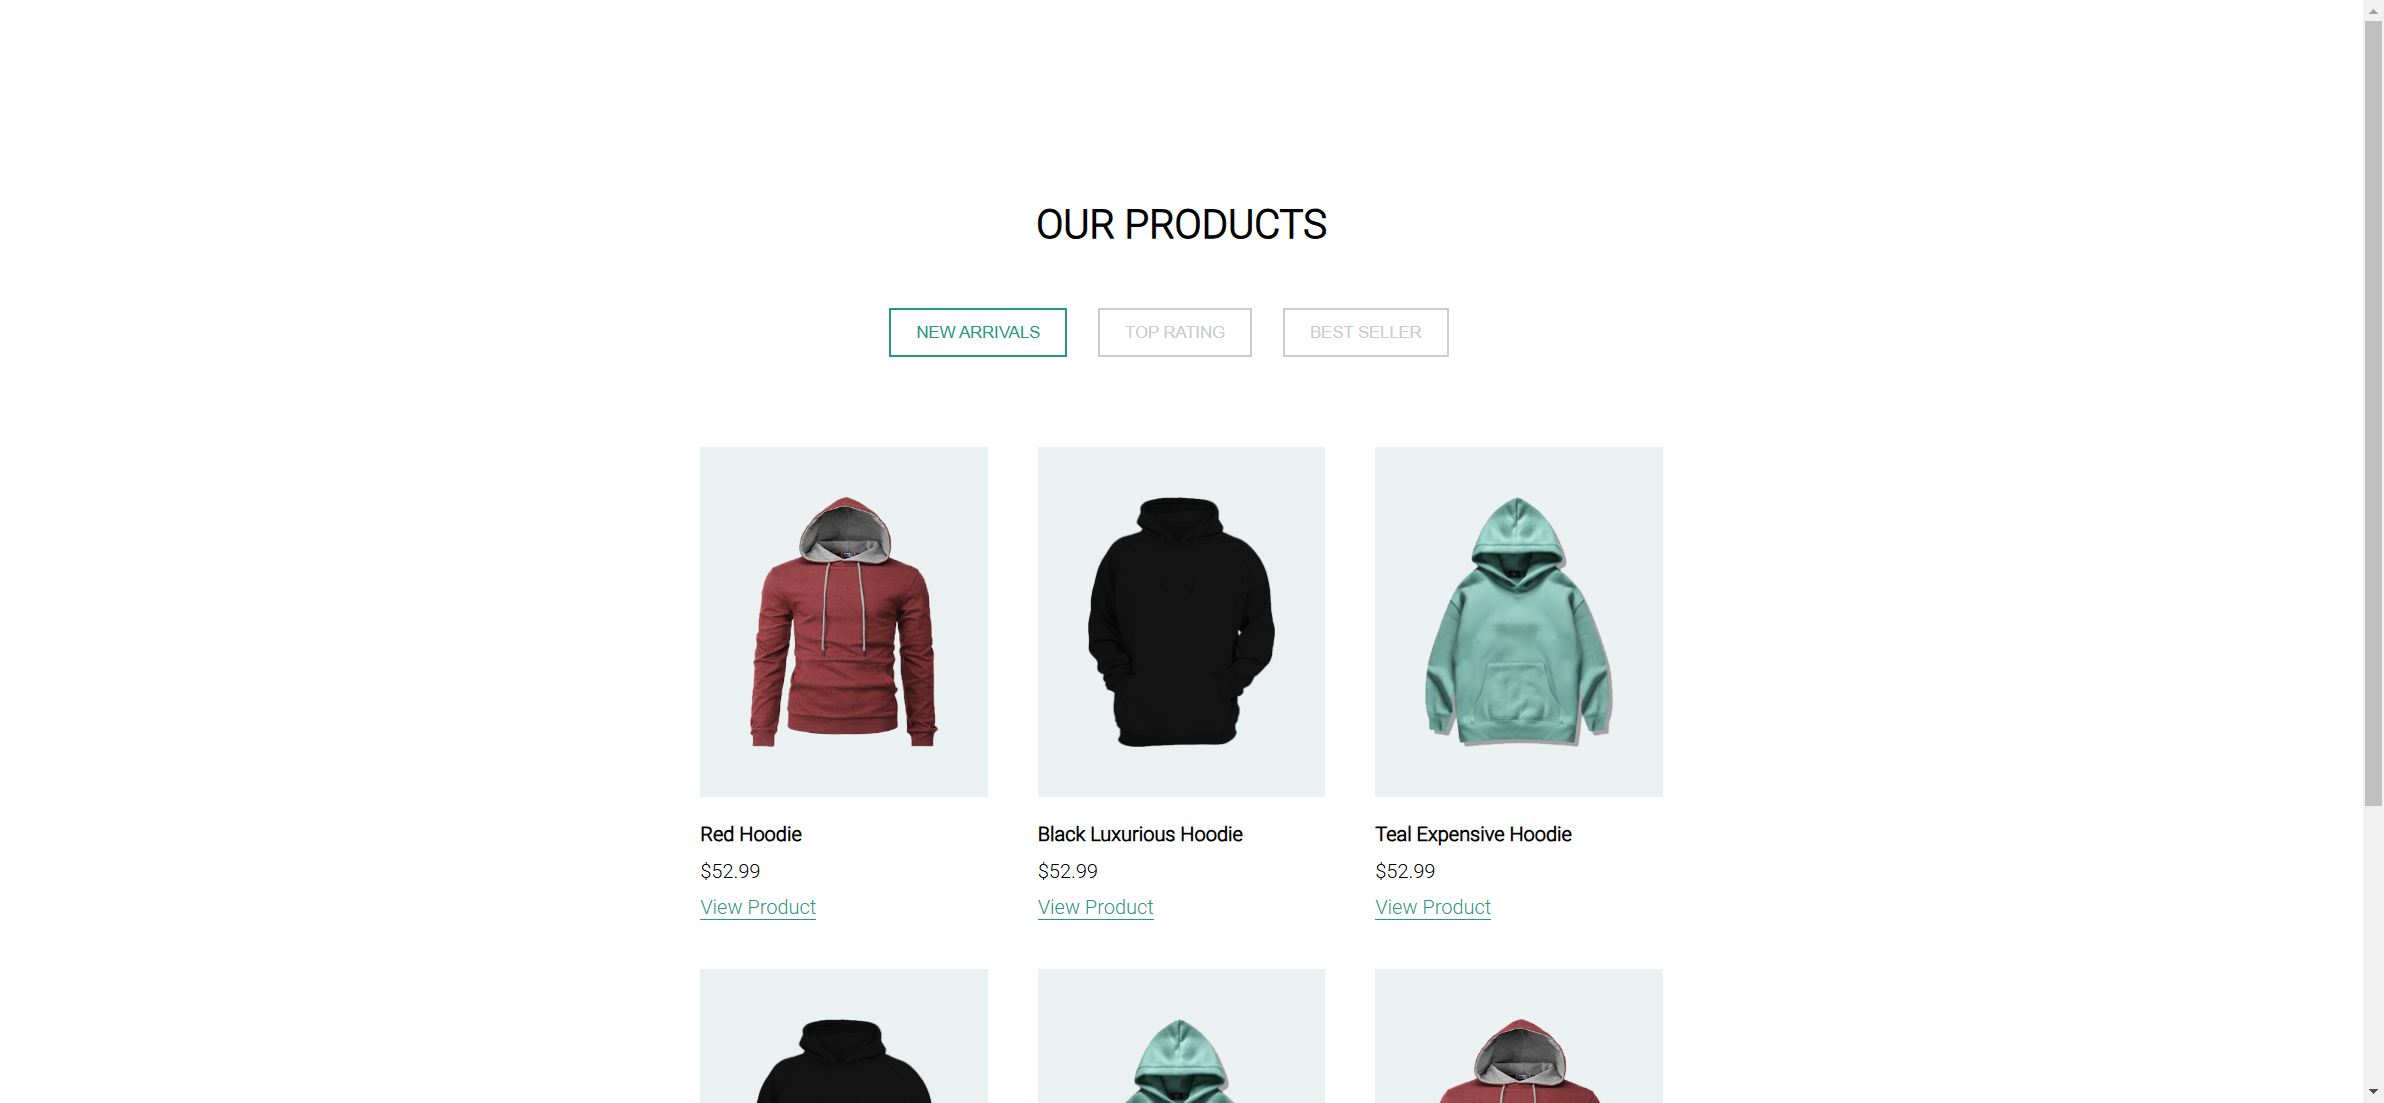 OUR PRODUCTS
NEW ARRIVALS
TOP RATING
BEST SELLER
Red Hoodie
$52.99
View Product
Black Luxurious Hoodie
$52.99
View Product
Teal Expensive Hoodie
$52.99
View Product